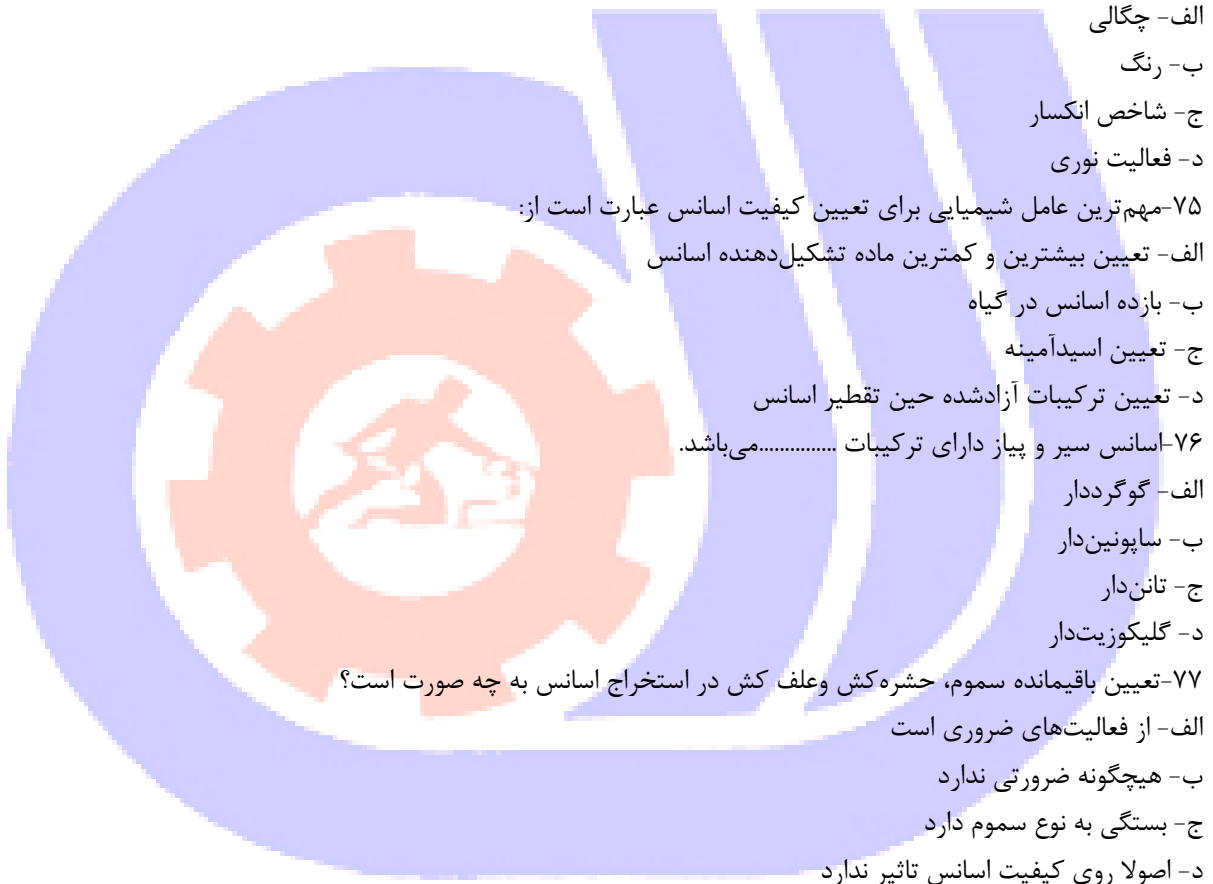 الف- چگالی
ب- رنگ
ج- شاخص انکسار
د- فعالیت نوری
۷۵-مهم‌ترین عامل شیمیایی برای تعیین کیفیت اسانس عبارت است از:
الف- تعیین بیشترین و کمترین ماده تشکیل‌دهنده اسانس
ب- بازده اسانس در گیاه
ج- تعیین اسیدآمینه
د- تعیین ترکیبات آزادشده حین تقطیر اسانس
۷۶-اسانس سیر و پیاز دارای ترکیبات ...............می‌باشد.
الف- گوگرددار
ب- ساپونین‌دار
ج- تانن‌دار
د- گلیکوزیت‌دار
۷۷-تعیین باقیمانده سموم، حشره‌کش وعلف کش در استخراج اسانس به چه صورت است؟
الف- از فعالیت‌های ضروری است
ب- هیچگونه ضرورتی ندارد
ج- بستگی به نوع سموم دارد
د- اصولا روی کیفیت اسانس تاثیر ندارد